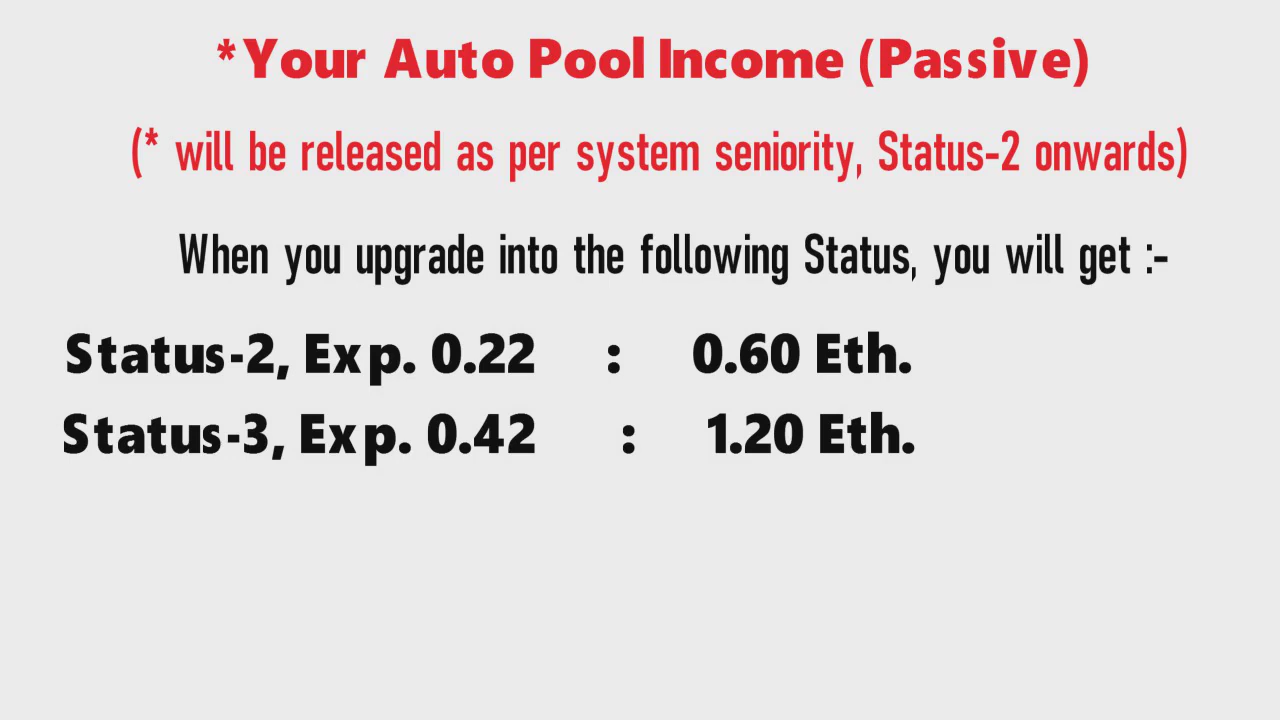 *Your Auto Pool Income (Passive)
(* will be released as per system seniority, Status-2 onwards)
When you upgrade into the following Status, you will get :-
Status-2, Exp. 0.22 : 0.60 Eth.
Status-3, Exp. 0.42 : 1.20 Eth.